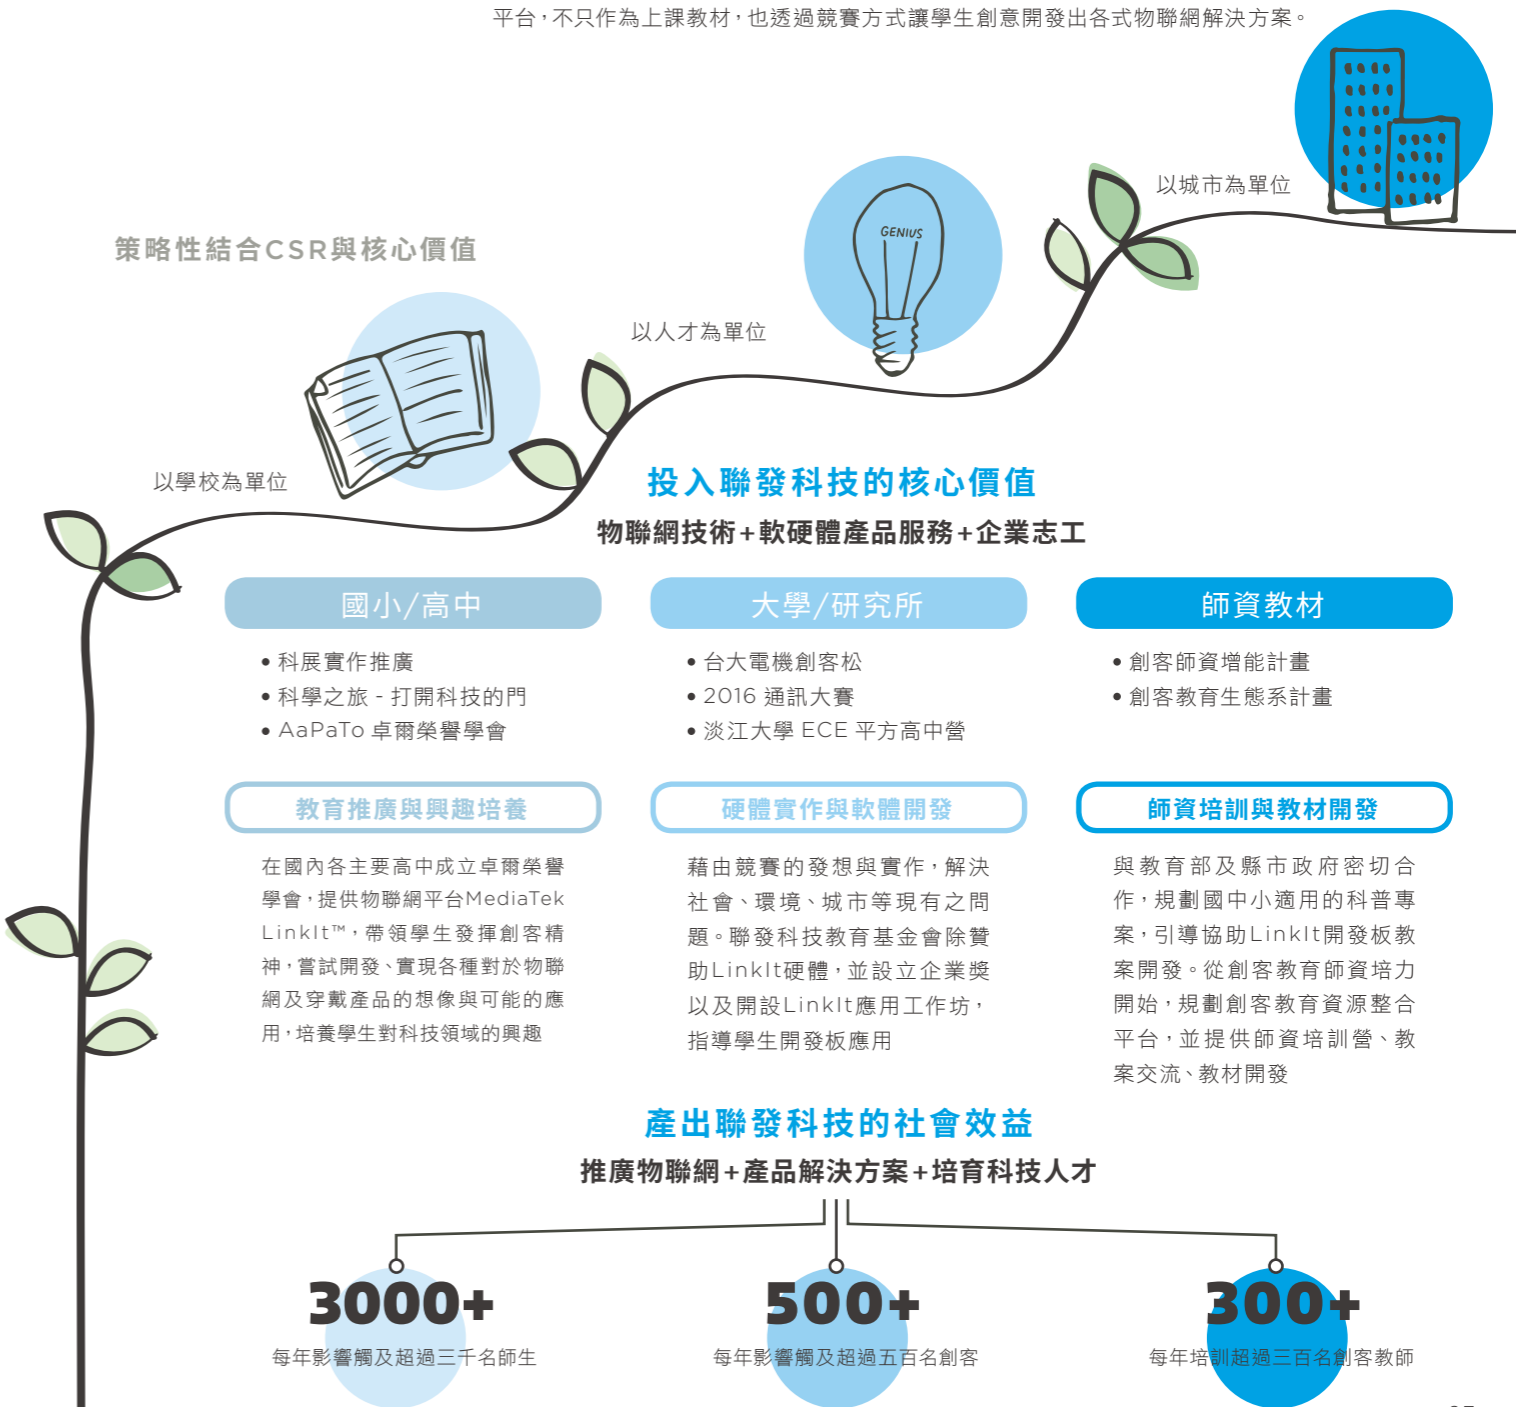 平台，不只作為上課教材，也透過競賽方式讓學生創意開發出各式物聯網解決方案。
以城市為單位
GENIUS
策略性結合CSR與核心價值
以人才為單位
以學校為單位
投入聯發科技的核心價值
物聯網技術+軟硬體產品服務+企業志工
國小/高中
• 科展實作推廣
• 科學之旅 - 打開科技的門
• AaPaTo 卓爾榮譽學會
教育推廣與興趣培養
在國內各主要高中成立卓爾榮譽
學會，提供物聯網平台MediaTek
LinkIt™，帶領學生發揮創客精
神，嘗試開發、實現各種對於物聯
網及穿戴產品的想像與可能的應
用，培養學生對科技領域的興趣
大學/研究所
• 台大電機創客松
• 2016 通訊大賽
• 淡江大學 ECE 平方高中營
硬體實作與軟體開發
藉由競賽的發想與實作，解決
社會、環境、城市等現有之問
題。聯發科技教育基金會除贊
助LinkIt硬體，並設立企業獎
以及開設LinkIt應用工作坊，
指導學生開發板應用
師資教材
• 創客師資增能計畫
• 創客教育生態系計畫
師資培訓與教材開發
與教育部及縣市政府密切合
作，規劃國中小適用的科普專
案，引導協助LinkIt開發板教
案開發。從創客教育師資培力
開始，規劃創客教育資源整合
平台，並提供師資培訓營、教
案交流、教材開發
產出聯發科技的社會效益
推廣物聯網+產品解決方案+培育科技人才
3000+
每年影響觸及超過三千名師生
500+
每年影響觸及超過五百名創客
300+
每年培訓超過三百名創客教師